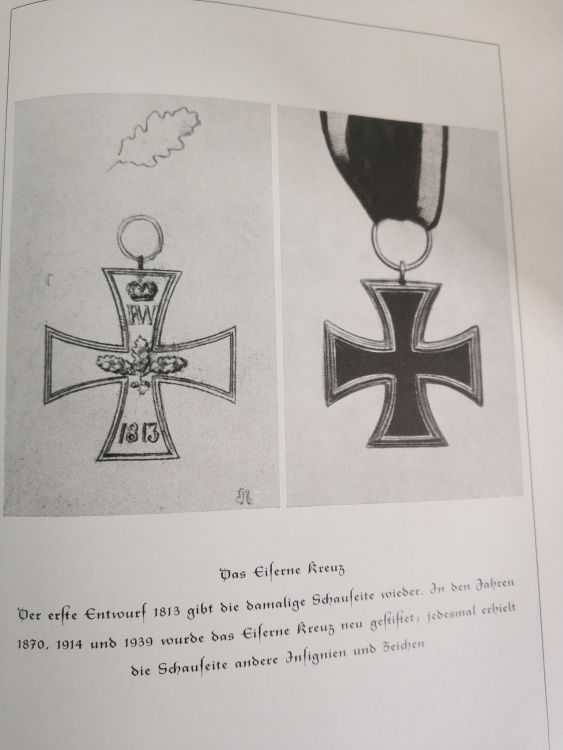 FW
1813
Das Eiſerne Kreuz
Der erſte Entwurf 1813 gibt die damalige Schauſeite wieder. In den Jahren
1870, 1914 und 1939 wurde das Eiſerne Kreuz neu geſtiftet; jedesmal erhielt
die Schauſeite andere Inſignien und Zeichen